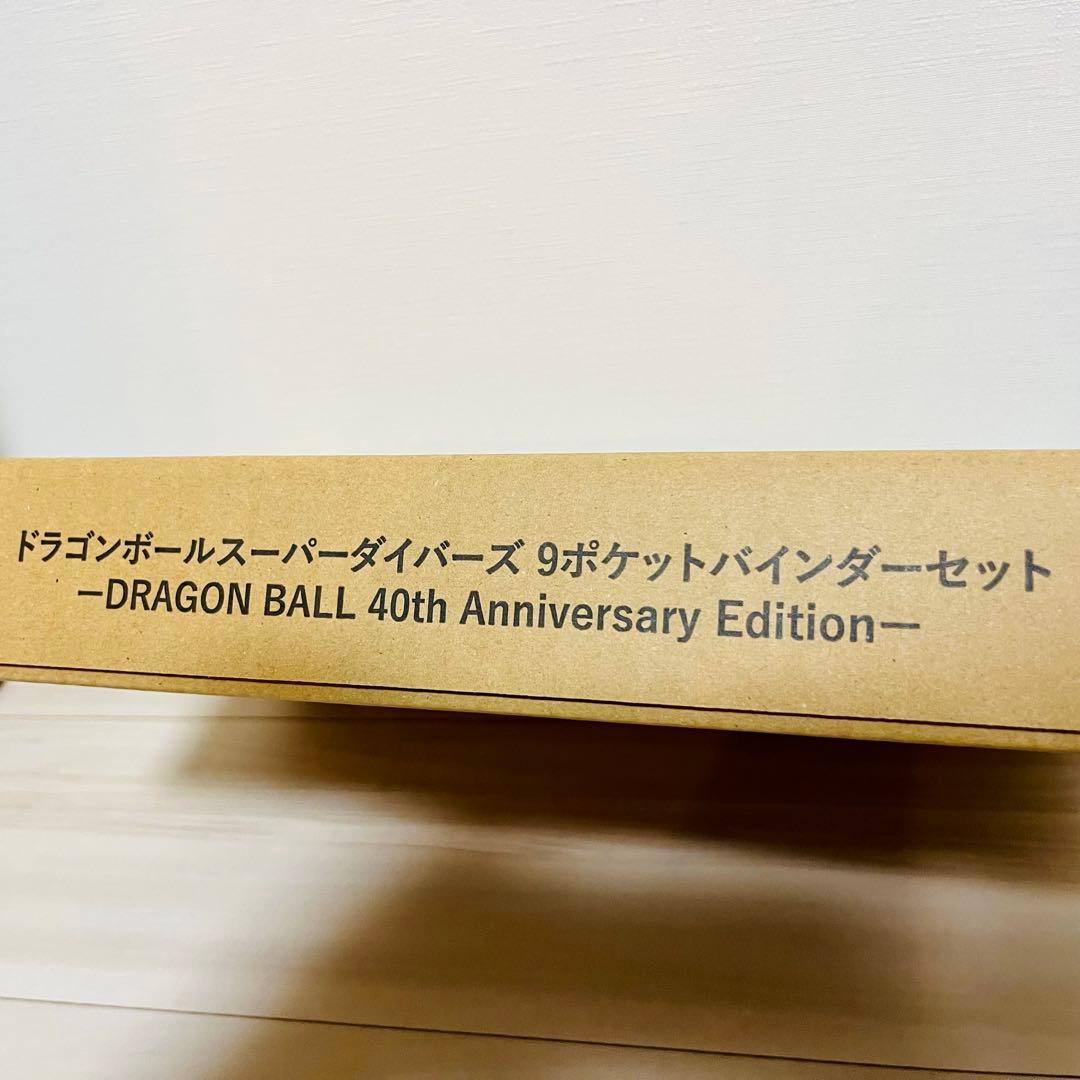 ドラゴンボールスーパーダイバーズ 9ポケットバインダーセット
ーDRAGON BALL 40th Anniversary Editionー